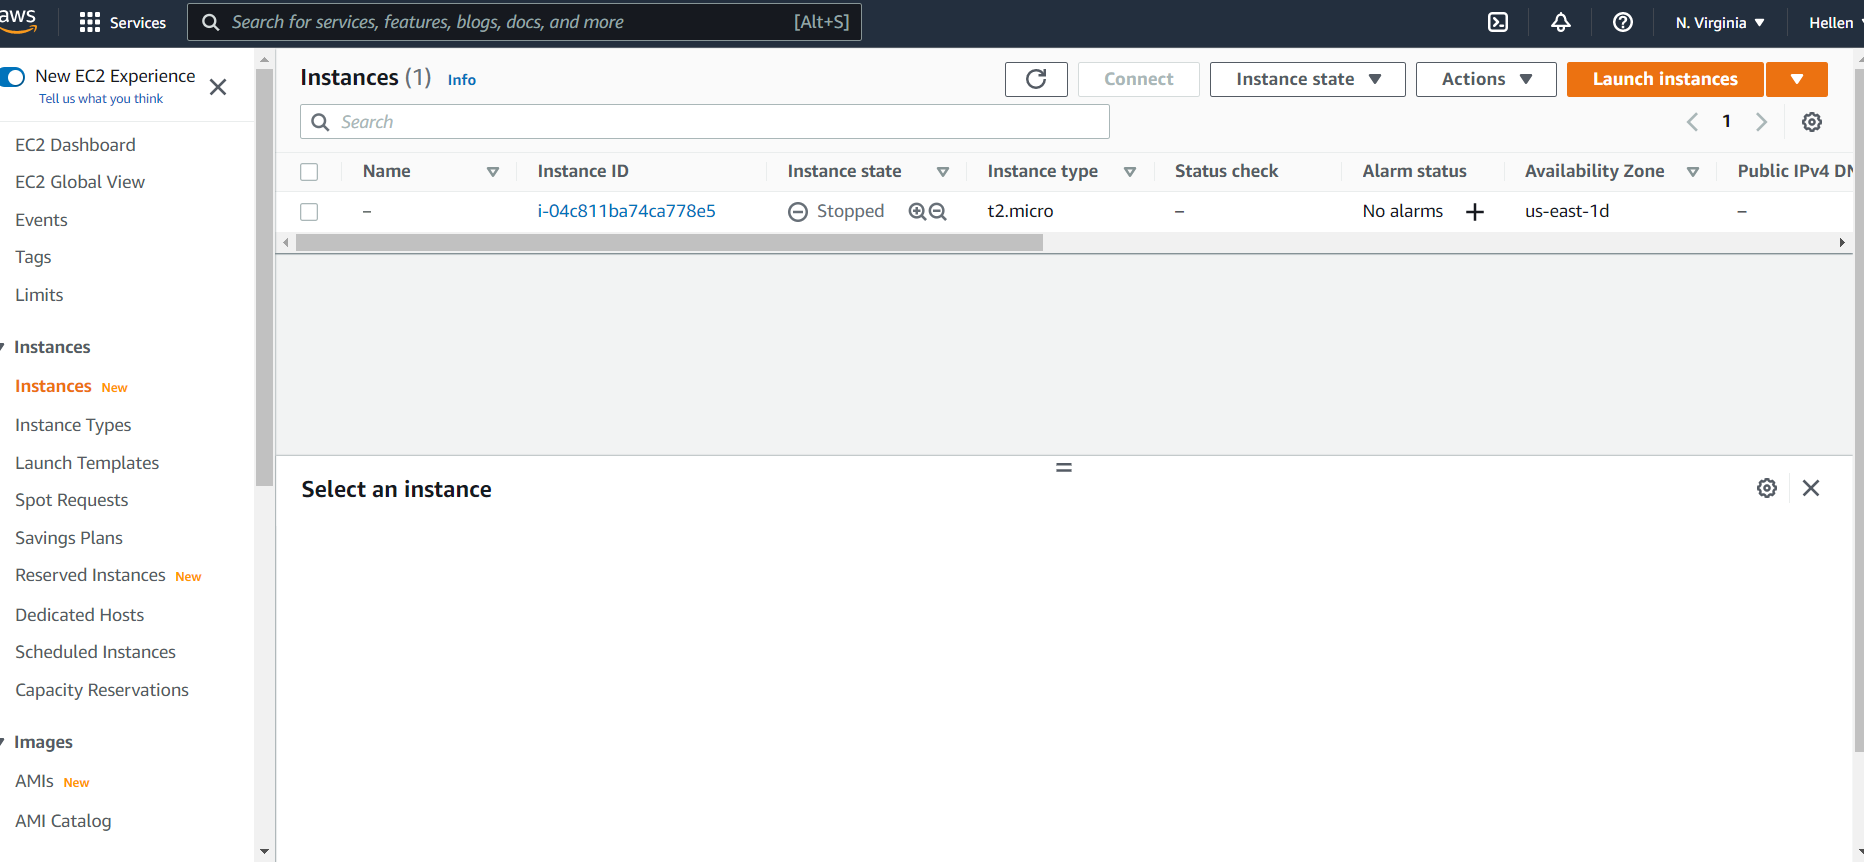 aws
Services
Search for services, features, blogs, docs, and more [Alt+S]
N. Virginia
Hellen
New EC2 Experience
Tell us what you think
EC2 Dashboard
EC2 Global View
Events
Tags
Limits
Instances
Instances New
Instance Types
Launch Templates
Spot Requests
Savings Plans
Reserved Instances New
Dedicated Hosts
Scheduled Instances
Capacity Reservations
Images
AMIs New
AMI Catalog
Instances (1) Info
Connect
Instance state
Actions
Launch instances
Search
1
Name Instance ID Instance state Instance type Status check Alarm status Availability Zone Public IPv4 DN
– i-04c811ba74ca778e5 Stopped t2.micro – No alarms + us-east-1d –
Select an instance